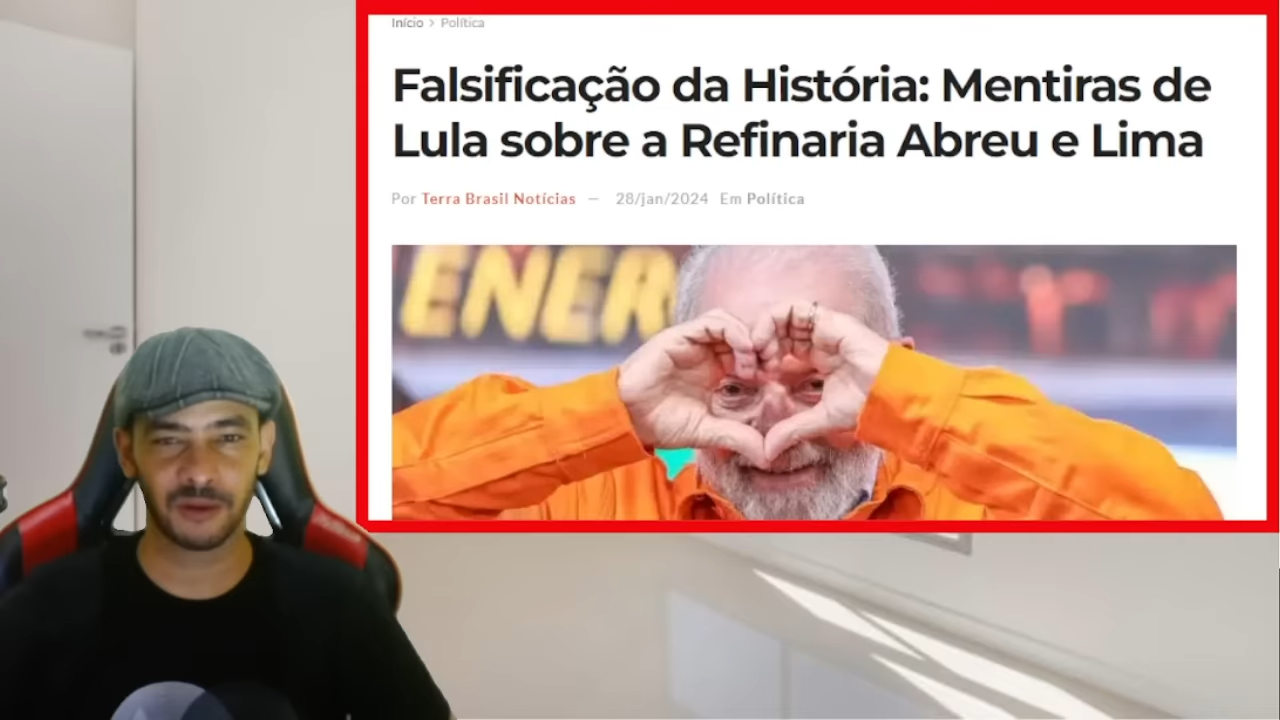 Início > Política
Falsificação da História: Mentiras de
Lula sobre a Refinaria Abreu e Lima
Por Terra Brasil Notícias — 28/jan/2024 Em Política
ENER